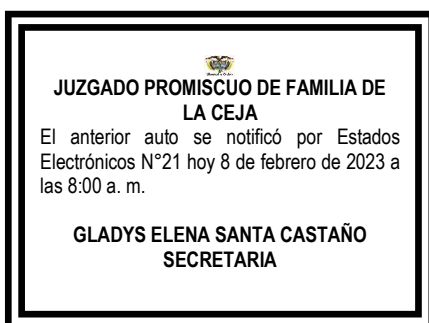 JUZGADO PROMISCUO DE FAMILIA DE
LA CEJA
El anterior auto se notificó por Estados
Electrónicos N°21 hoy 8 de febrero de 2023 a
las 8:00 a. m.
GLADYS ELENA SANTA CASTAÑO
SECRETARIA